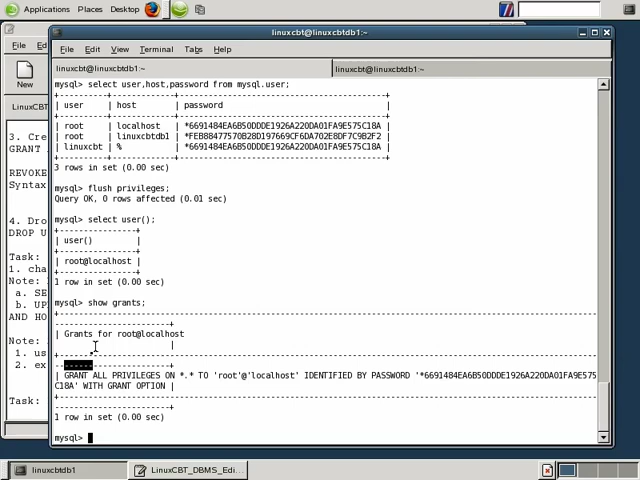 Applications Places Desktop
linuxcbt@linuxcbtdb1:~
File Edit View Terminal Tabs Help
linuxcbt@linuxcbtdb1:~ linuxcbt@linuxcbtdb1:~
mysql> select user,host,password from mysql.user;
+----------+-------------+-------------------------------------------+
| user | host | password |
+----------+-------------+-------------------------------------------+
| root | localhost | *6691484EA6B50DDDE1926A220DA01FA9E575C18A |
| root | linuxcbtdb1 | *FEB88477570B28D197669CF6DA702E8DF7C9B2F2 |
| linuxcbt | % | *6691484EA6B50DDDE1926A220DA01FA9E575C18A |
+----------+-------------+-------------------------------------------+
3 rows in set (0.00 sec)
mysql> flush privileges;
Query OK, 0 rows affected (0.01 sec)
mysql> select user();
+----------------+
| user() |
+----------------+
| root@localhost |
+----------------+
1 row in set (0.00 sec)
mysql> show grants;
| Grants for root@localhost
|
| GRANT ALL PRIVILEGES ON *.* TO 'root'@'localhost' IDENTIFIED BY PASSWORD '*6691484EA6B50DDDE1926A220DA01FA9E575
C18A' WITH GRANT OPTION |
1 row in set (0.00 sec)
mysql>
File Ed
New
LinuxC
3. Cre
GRANT
REVOKE
Syntax
4. Dro
DROP U
Task:
1. cha
Note:
a. SE
b. UP
AND HO
Note:
1. us
2. ex
Task:
linuxcbtdb1 LinuxCBT_DBMS_Edi...